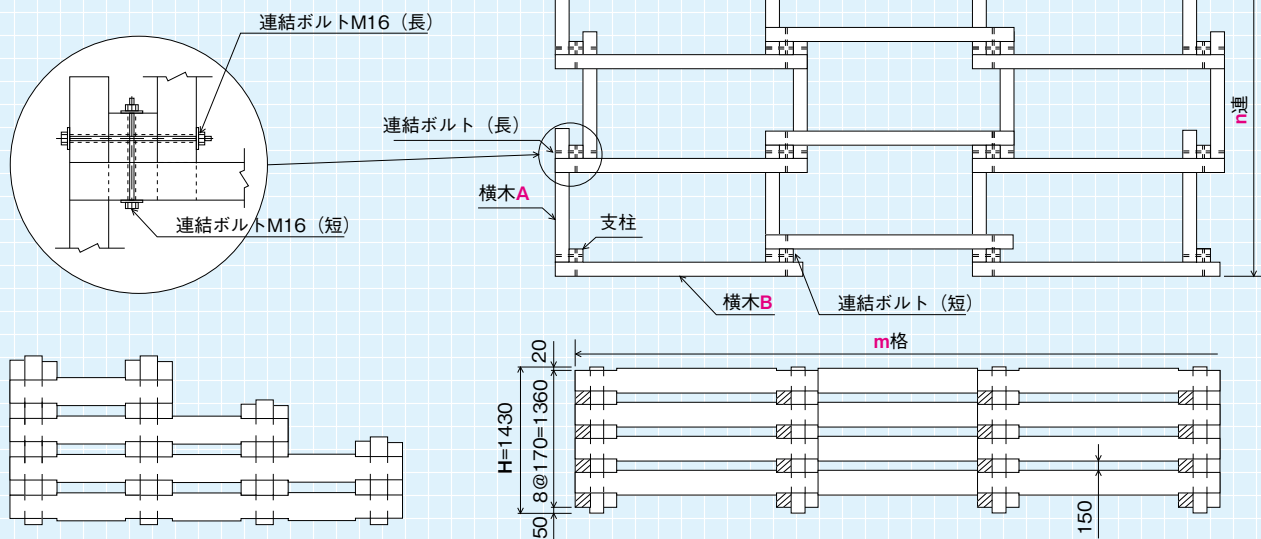 連結ボルトM16（長）
連結ボルト（長）
n連
横木A
支柱
連結ボルトM16（短）
横木B
連結ボルト（短）
m格
20
H=1430
8@170=1360
50
150